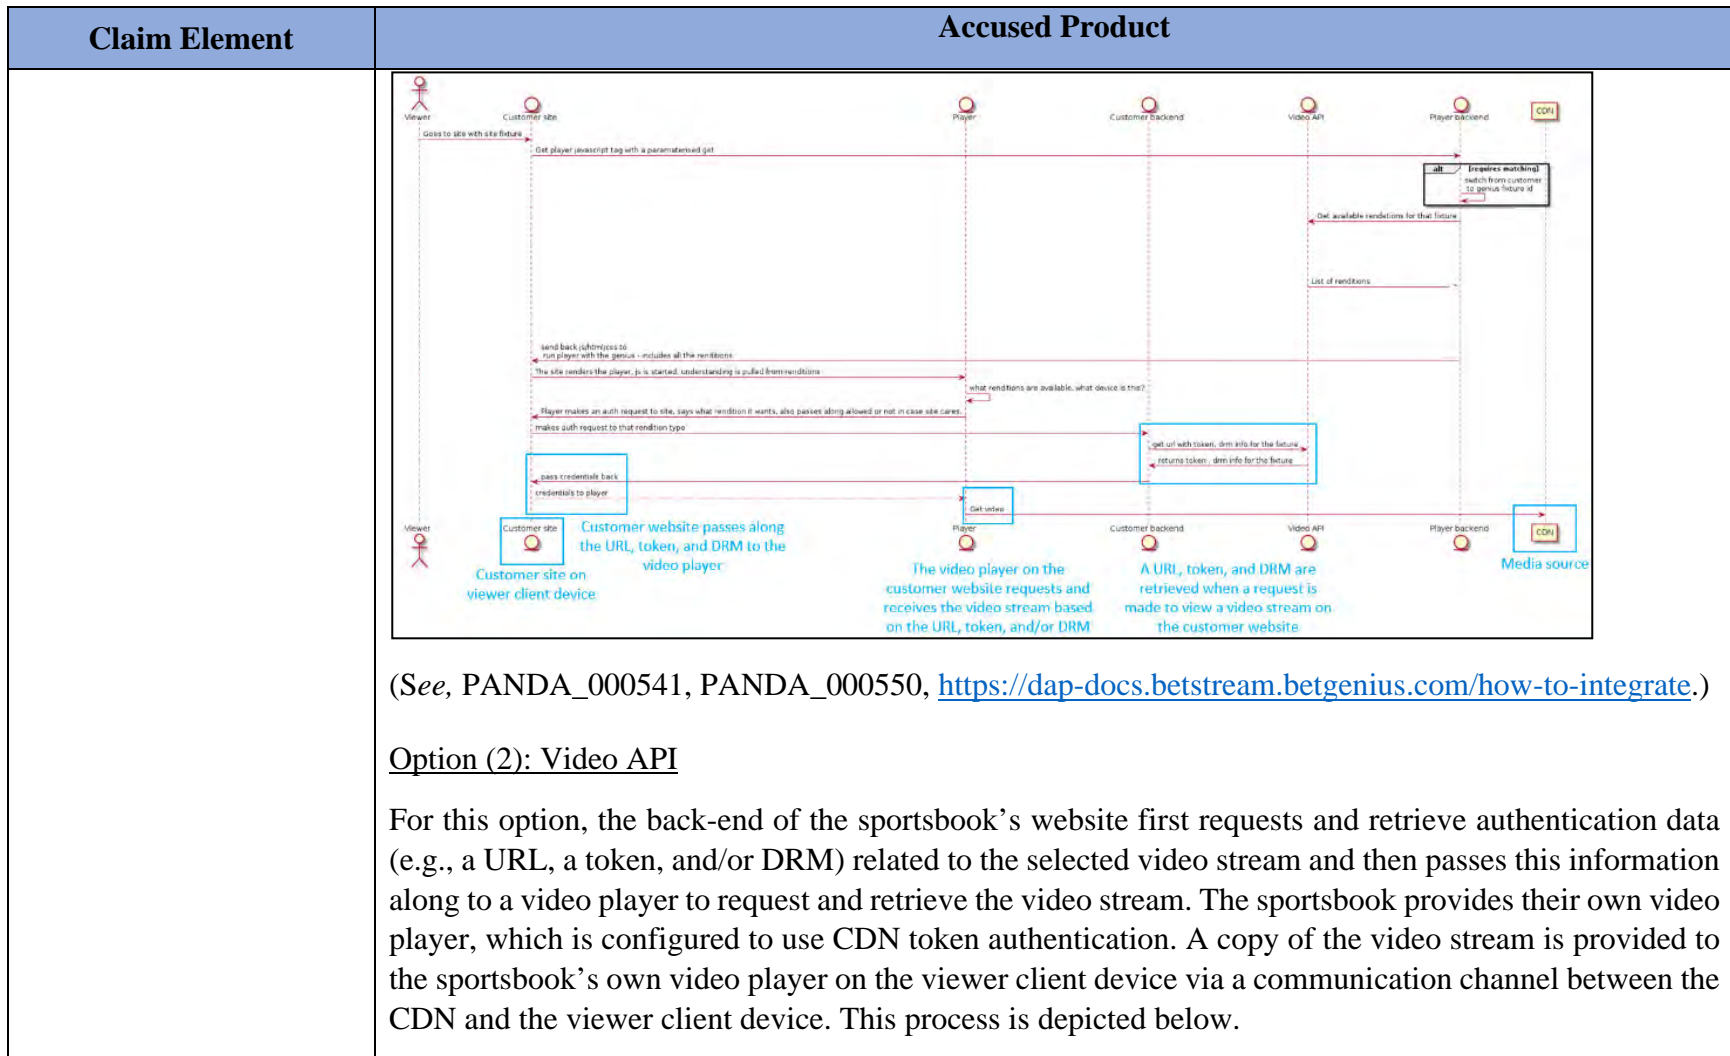 Claim Element
Accused Product
Viewer
Customer site
Player
Customer backend
Video API
Player backend
CDN
Goes to site with site fixture
Get player javascript tag with a paramaterised get
alt [requires matching]
switch from customer
to genius fixture id
Get available renditions for that fixture
List of renditions
send back js/html/css to
run player with the genius - includes all the renditions
The site renders the player, js is started, understanding is pulled from renditions
what renditions are available, what device is this?
Player makes an auth request to site, says what rendition it wants, also passes along allowed or not in case site cares.
makes auth request to that rendition type
get url with token, drm info for the fixture
returns token , drm info for the fixture
pass credentials back
credentials to player
Get video
Viewer
Customer site
Player
Customer backend
Video API
Player backend
CDN
Customer website passes along
the URL, token, and DRM to the
video player
Customer site on
viewer client device
The video player on the
customer website requests and
receives the video stream based
on the URL, token, and/or DRM
A URL, token, and DRM are
retrieved when a request is
made to view a video stream on
the customer website
Media source
(See, PANDA_000541, PANDA_000550, https://dap-docs.betstream.betgenius.com/how-to-integrate.)
Option (2): Video API
For this option, the back-end of the sportsbook’s website first requests and retrieve authentication data
(e.g., a URL, a token, and/or DRM) related to the selected video stream and then passes this information
along to a video player to request and retrieve the video stream. The sportsbook provides their own video
player, which is configured to use CDN token authentication. A copy of the video stream is provided to
the sportsbook’s own video player on the viewer client device via a communication channel between the
CDN and the viewer client device. This process is depicted below.